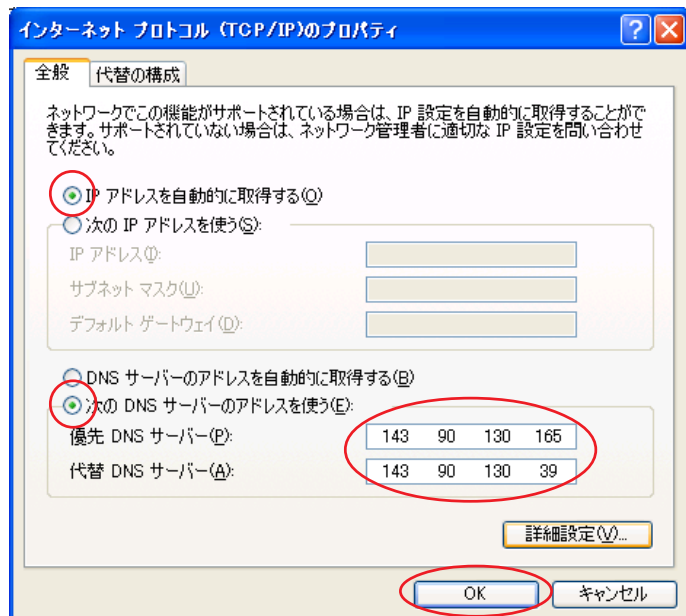 インターネット プロトコル (TCP/IP)のプロパティ
全般 代替の構成
ネットワークでこの機能がサポートされている場合は、IP 設定を自動的に取得することがで
きます。サポートされていない場合は、ネットワーク管理者に適切な IP 設定を問い合わせ
てください。
IP アドレスを自動的に取得する(O)
次の IP アドレスを使う(S):
IP アドレス(I):
サブネット マスク(U):
デフォルト ゲートウェイ(D):
DNS サーバーのアドレスを自動的に取得する(B)
次の DNS サーバーのアドレスを使う(E):
優先 DNS サーバー(P): 143 90 130 165
代替 DNS サーバー(A): 143 90 130 39
詳細設定(V)...
OK キャンセル